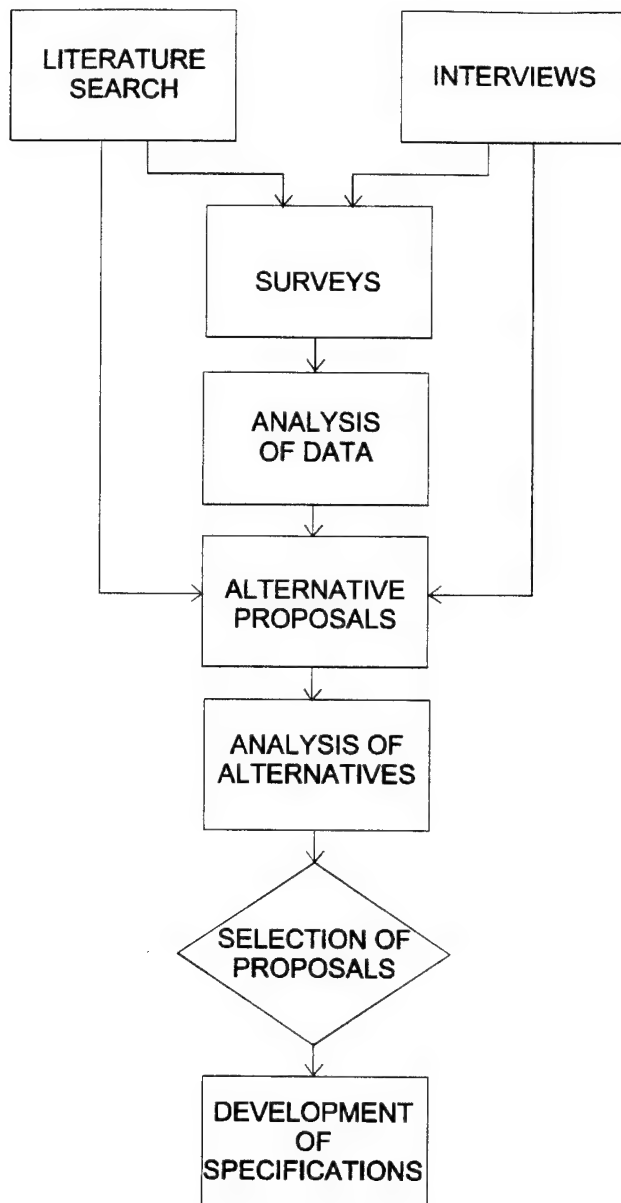 LITERATURE
SEARCH
INTERVIEWS
SURVEYS
ANALYSIS
OF DATA
ALTERNATIVE
PROPOSALS
ANALYSIS OF
ALTERNATIVES
SELECTION OF
PROPOSALS
DEVELOPMENT
OF
SPECIFICATIONS